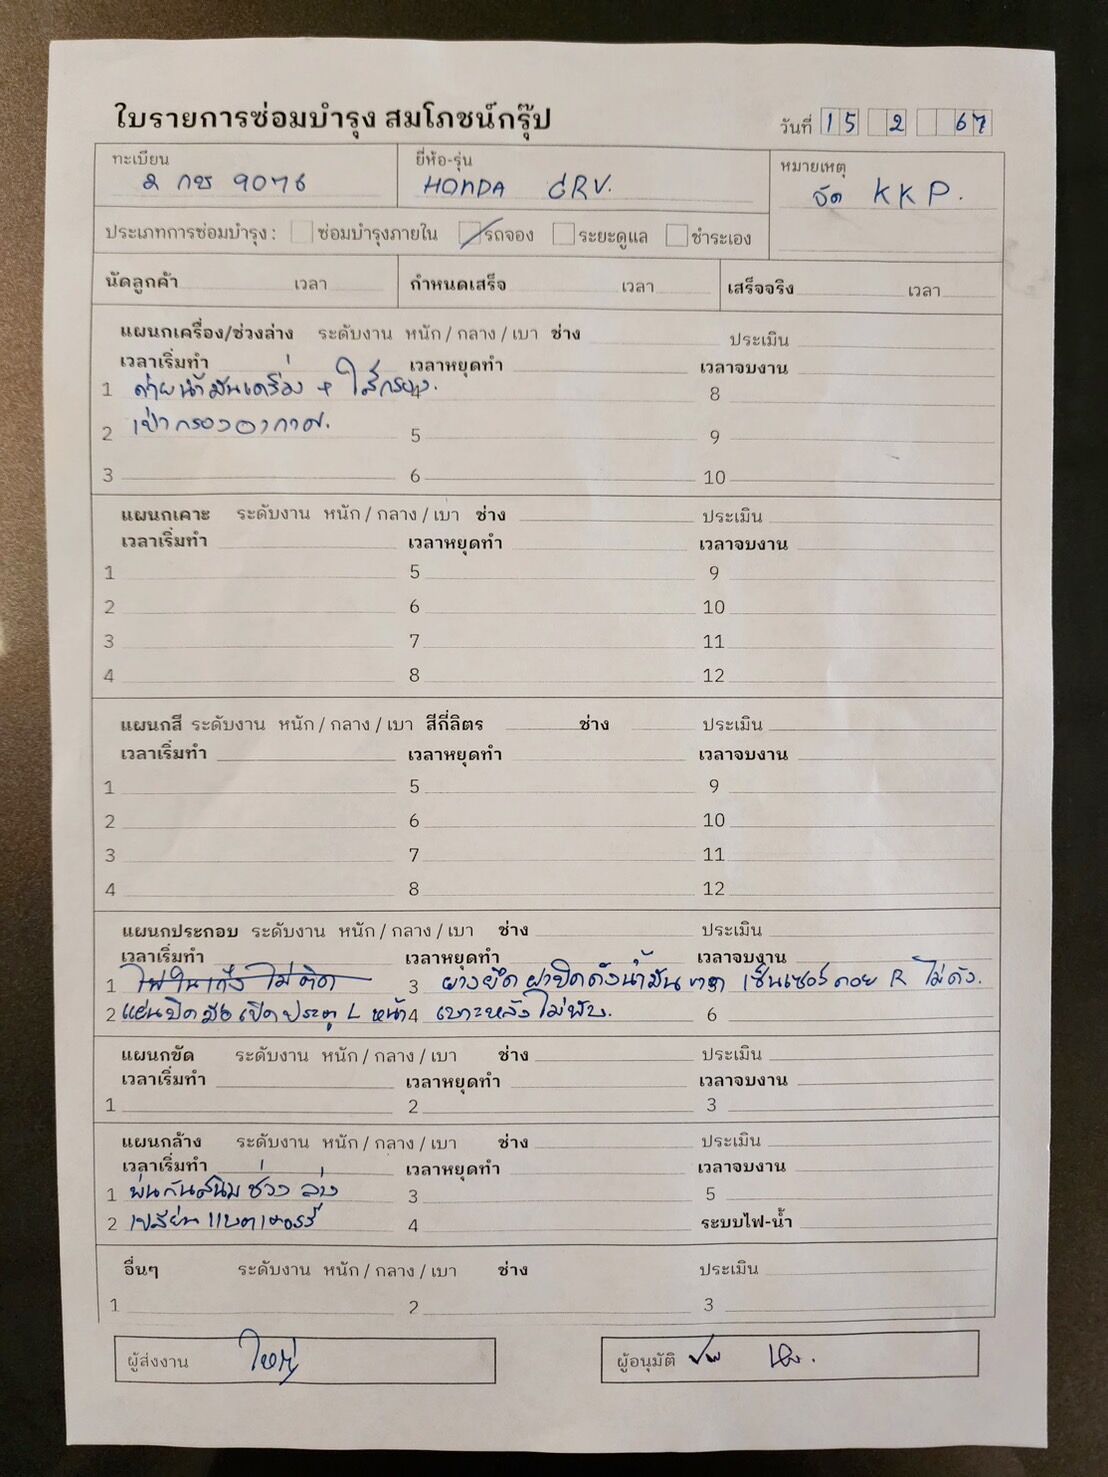 ใบรายการซ่อมบำรุง สมโภชน์กรุ๊ป
วันที่ 15 2 67
ทะเบียน ยี่ห้อ-รุ่น หมายเหตุ
2 กช 9076 HONDA CRV. จัด KKP.
ประเภทการซ่อมบำรุง : ซ่อมบำรุงภายใน รถจอง ระยะดูแล ชำระเอง
นัดลูกค้า เวลา กำหนดเสร็จ เวลา เสร็จจริง เวลา
แผนกเครื่อง/ช่วงล่าง ระดับงาน หนัก / กลาง / เบา ช่าง ประเมิน
เวลาเริ่มทำ เวลาหยุดทำ เวลาจบงาน
1 ถ่ายน้ำมันเครื่อง + ไส้กรอง. 4 8
2 เป่ากรองอากาศ. 5 9
3 6 10
แผนกเคาะ ระดับงาน หนัก / กลาง / เบา ช่าง ประเมิน
เวลาเริ่มทำ เวลาหยุดทำ เวลาจบงาน
1 5 9
2 6 10
3 7 11
4 8 12
แผนกสี ระดับงาน หนัก / กลาง / เบา สีกี่ลิตร ช่าง ประเมิน
เวลาเริ่มทำ เวลาหยุดทำ เวลาจบงาน
1 5 9
2 6 10
3 7 11
4 8 12
แผนกประกอบ ระดับงาน หนัก / กลาง / เบา ช่าง ประเมิน
เวลาเริ่มทำ เวลาหยุดทำ เวลาจบงาน
1 ไฟในเก๋ง ไม่ติด 3 ยางยึดฝาปิดถังน้ำมัน ขาด เซ็นเซอร์ถอย R ไม่ดัง.
2 แผ่นปิดมือเปิดประตู L หน้า 4 เบาะหลังไม่พับ. 6
แผนกขัด ระดับงาน หนัก / กลาง / เบา ช่าง ประเมิน
เวลาเริ่มทำ เวลาหยุดทำ เวลาจบงาน
1 2 3
แผนกล้าง ระดับงาน หนัก / กลาง / เบา ช่าง ประเมิน
เวลาเริ่มทำ เวลาหยุดทำ เวลาจบงาน
1 พ่นกันสนิมช่วงล่าง 3 5
2 เปลี่ยนแบตเตอรี่ 4 ระบบไฟ-น้ำ
อื่นๆ ระดับงาน หนัก / กลาง / เบา ช่าง ประเมิน
1 2 3
ผู้ส่งงาน ใหญ่ ผู้อนุมัติ